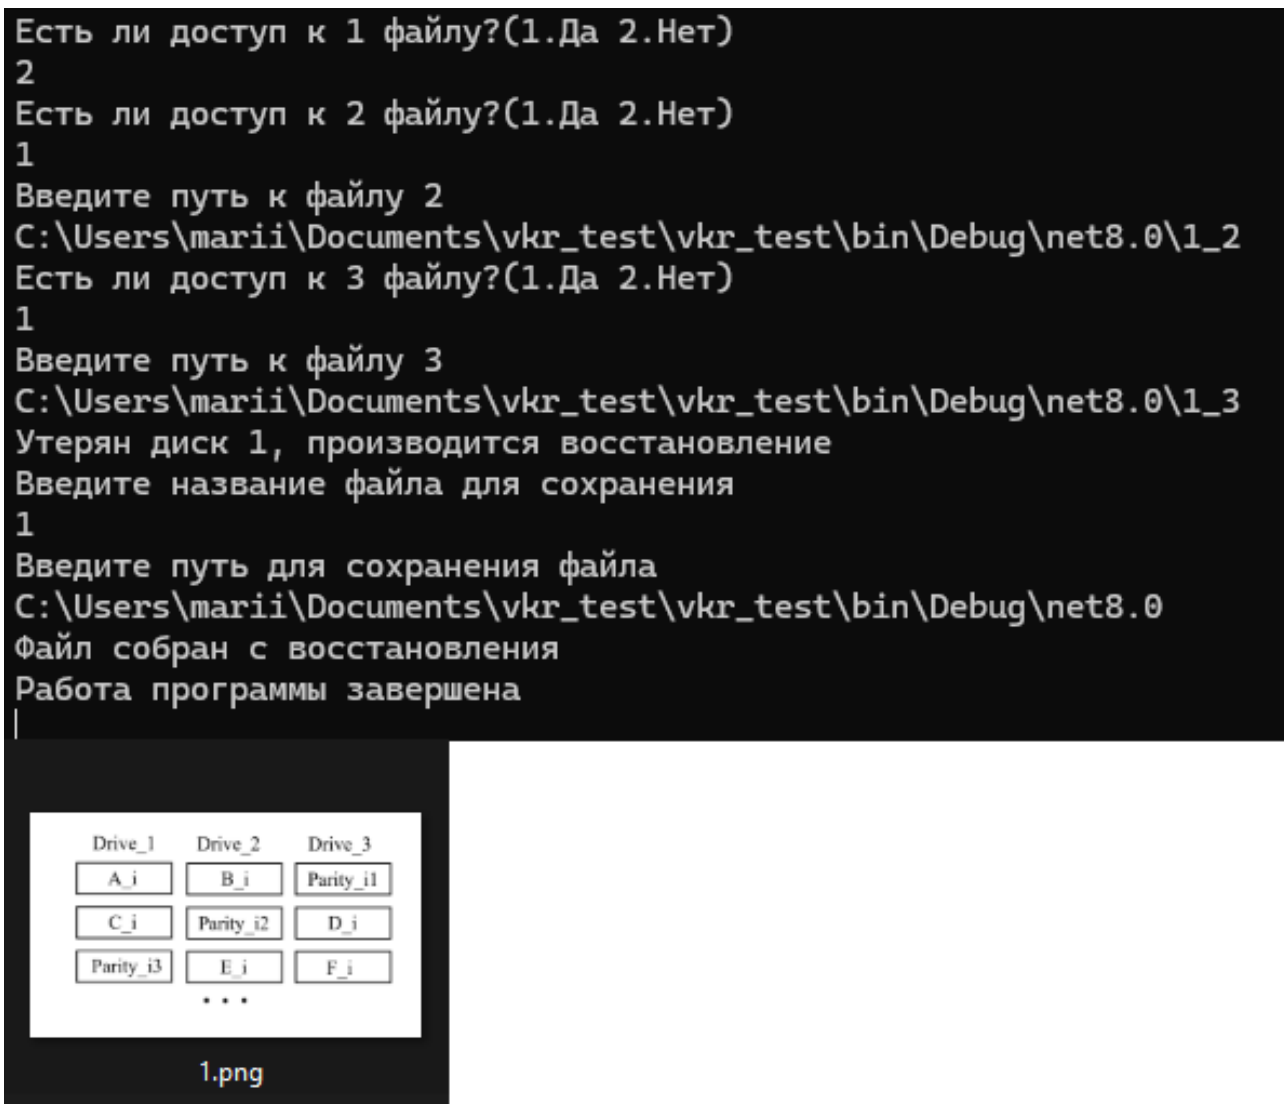 Есть ли доступ к 1 файлу?(1.Да 2.Нет)
2
Есть ли доступ к 2 файлу?(1.Да 2.Нет)
1
Введите путь к файлу 2
C:\Users\marii\Documents\vkr_test\vkr_test\bin\Debug\net8.0\1_2
Есть ли доступ к 3 файлу?(1.Да 2.Нет)
1
Введите путь к файлу 3
C:\Users\marii\Documents\vkr_test\vkr_test\bin\Debug\net8.0\1_3
Утерян диск 1, производится восстановление
Введите название файла для сохранения
1
Введите путь для сохранения файла
C:\Users\marii\Documents\vkr_test\vkr_test\bin\Debug\net8.0
Файл собран с восстановления
Работа программы завершена
Drive_1 Drive_2 Drive_3
A_i B_i Parity_i1
C_i Parity_i2 D_i
Parity_i3 E_i F_i
• • •
1.png